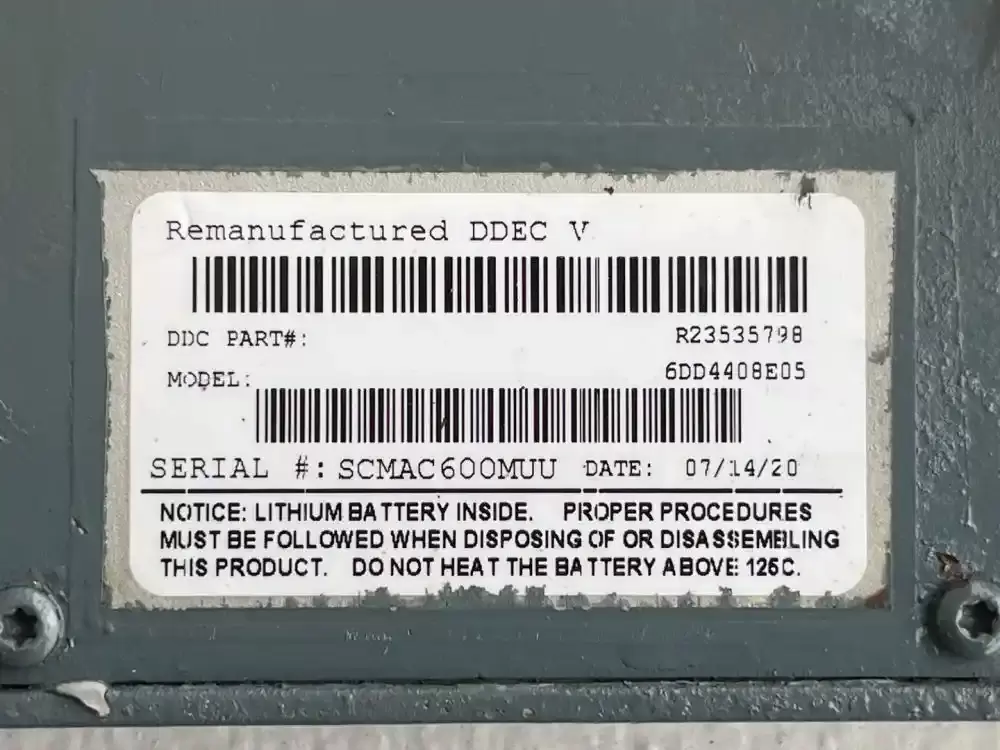 Remanufactured DDEC V
DDC PART#: R23535798
MODEL: 6DD4408E05
SERIAL #: SCMAC600MUU DATE: 07/14/20
NOTICE: LITHIUM BATTERY INSIDE. PROPER PROCEDURES
MUST BE FOLLOWED WHEN DISPOSING OF OR DISASSEMBLING
THIS PRODUCT. DO NOT HEAT THE BATTERY ABOVE 125C.